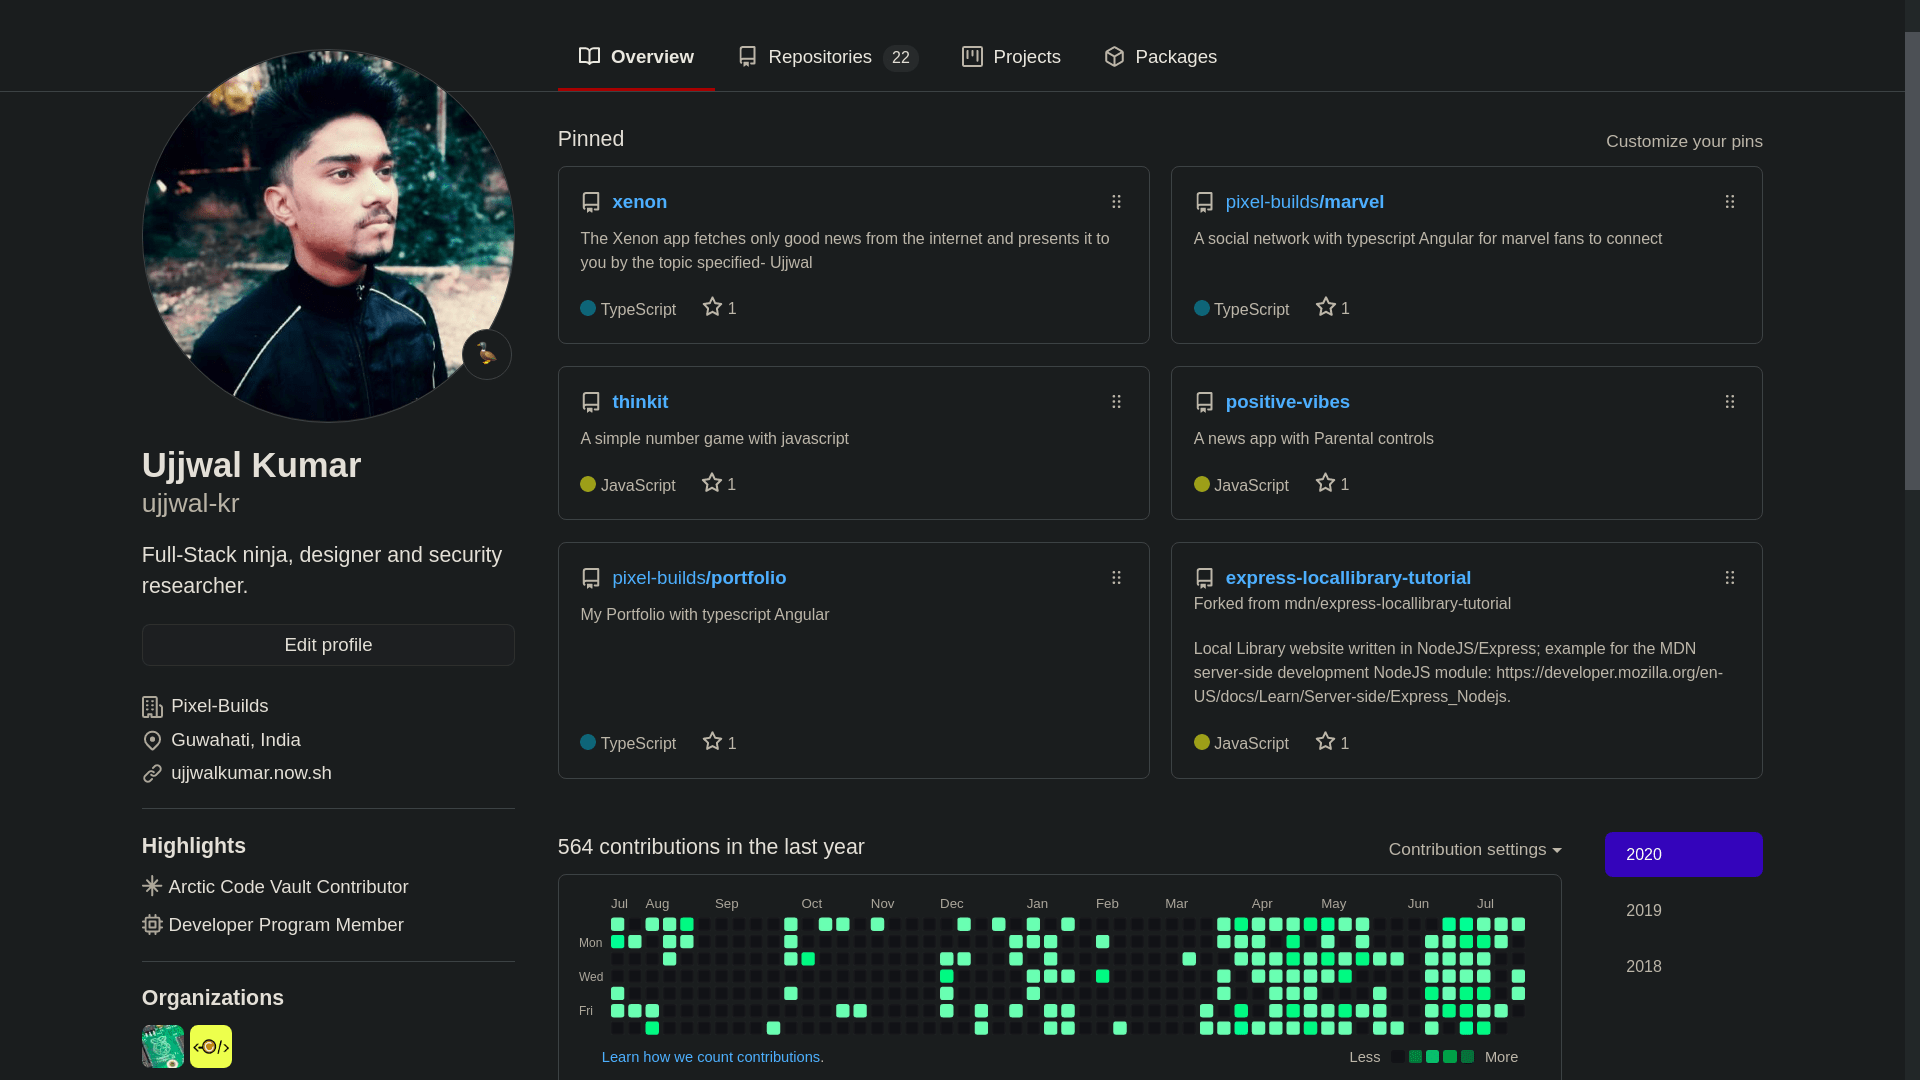 Overview
Repositories 22
Projects
Packages
Ujjwal Kumar
ujjwal-kr
Full-Stack ninja, designer and security
researcher.
Edit profile
Pixel-Builds
Guwahati, India
ujjwalkumar.now.sh
Highlights
Arctic Code Vault Contributor
Developer Program Member
Organizations
</>
Pinned
Customize your pins
xenon
The Xenon app fetches only good news from the internet and presents it to
you by the topic specified- Ujjwal
TypeScript 1
pixel-builds/marvel
A social network with typescript Angular for marvel fans to connect
TypeScript 1
thinkit
A simple number game with javascript
JavaScript 1
positive-vibes
A news app with Parental controls
JavaScript 1
pixel-builds/portfolio
My Portfolio with typescript Angular
TypeScript 1
express-locallibrary-tutorial
Forked from mdn/express-locallibrary-tutorial
Local Library website written in NodeJS/Express; example for the MDN
server-side development NodeJS module: https://developer.mozilla.org/en-
US/docs/Learn/Server-side/Express_Nodejs.
JavaScript 1
564 contributions in the last year
Contribution settings
Jul Aug Sep Oct Nov Dec Jan Feb Mar Apr May Jun Jul
Mon
Wed
Fri
Learn how we count contributions.
Less More
2020
2019
2018